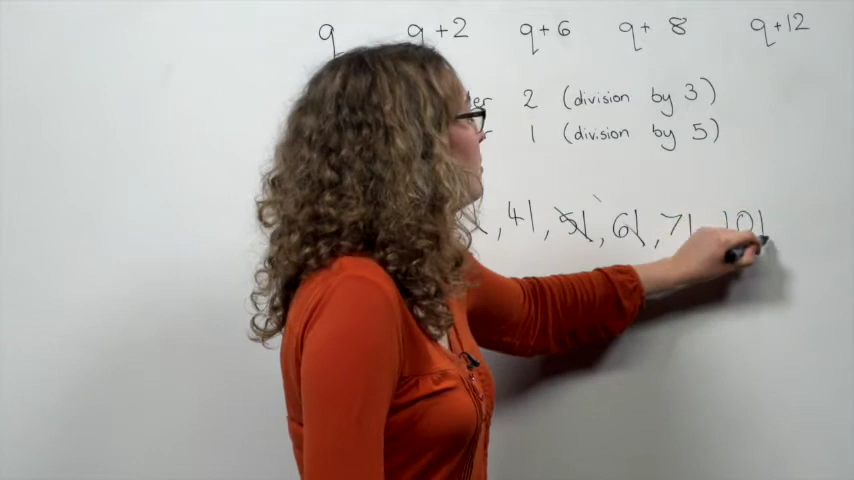 q q+2 q+6 q+8 q+12
2 (division by 3)
1 (division by 5)
, 41, 51, 61, 71, 101